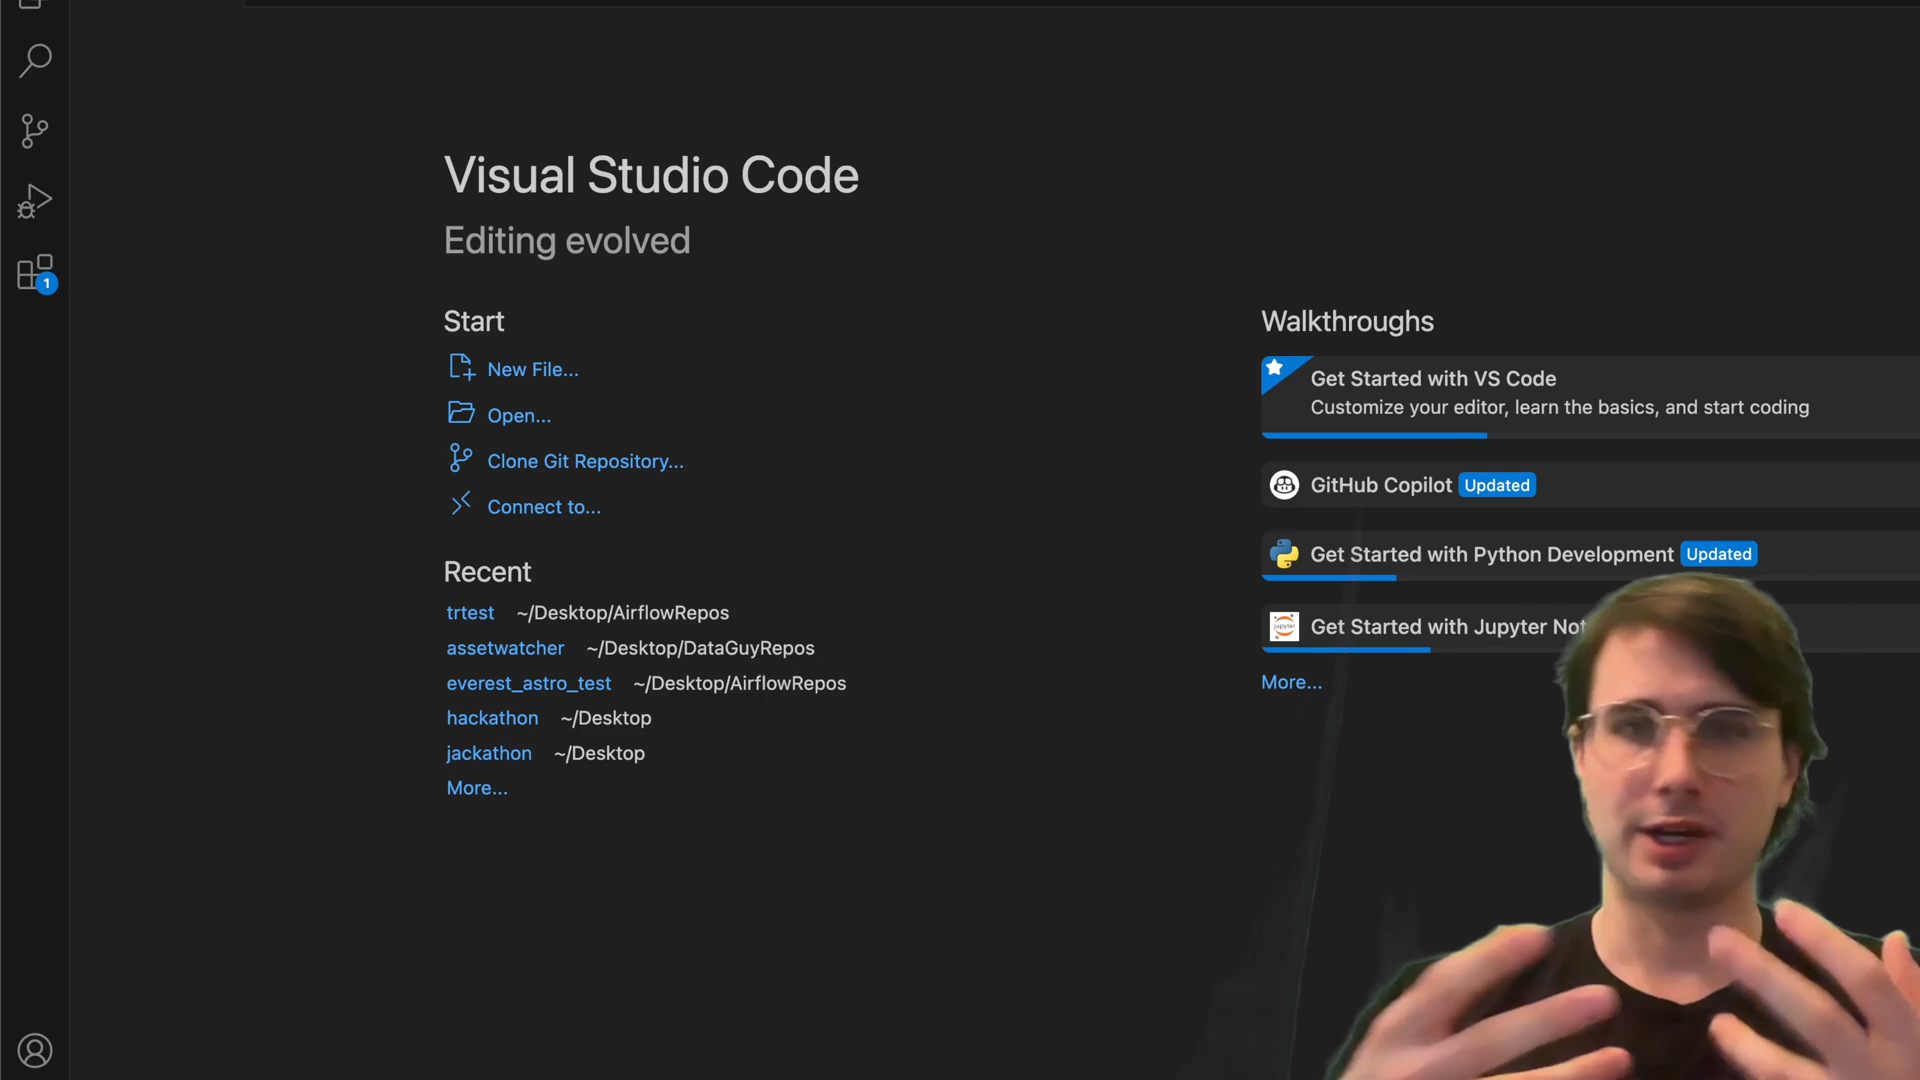 1
Visual Studio Code
Editing evolved
Start
New File...
Open...
Clone Git Repository...
Connect to...
Recent
trtest ~/Desktop/AirflowRepos
assetwatcher ~/Desktop/DataGuyRepos
everest_astro_test ~/Desktop/AirflowRepos
hackathon ~/Desktop
jackathon ~/Desktop
More...
Walkthroughs
Get Started with VS Code
Customize your editor, learn the basics, and start coding
GitHub Copilot Updated
Get Started with Python Development Updated
jupyter
Get Started with Jupyter Not
More...